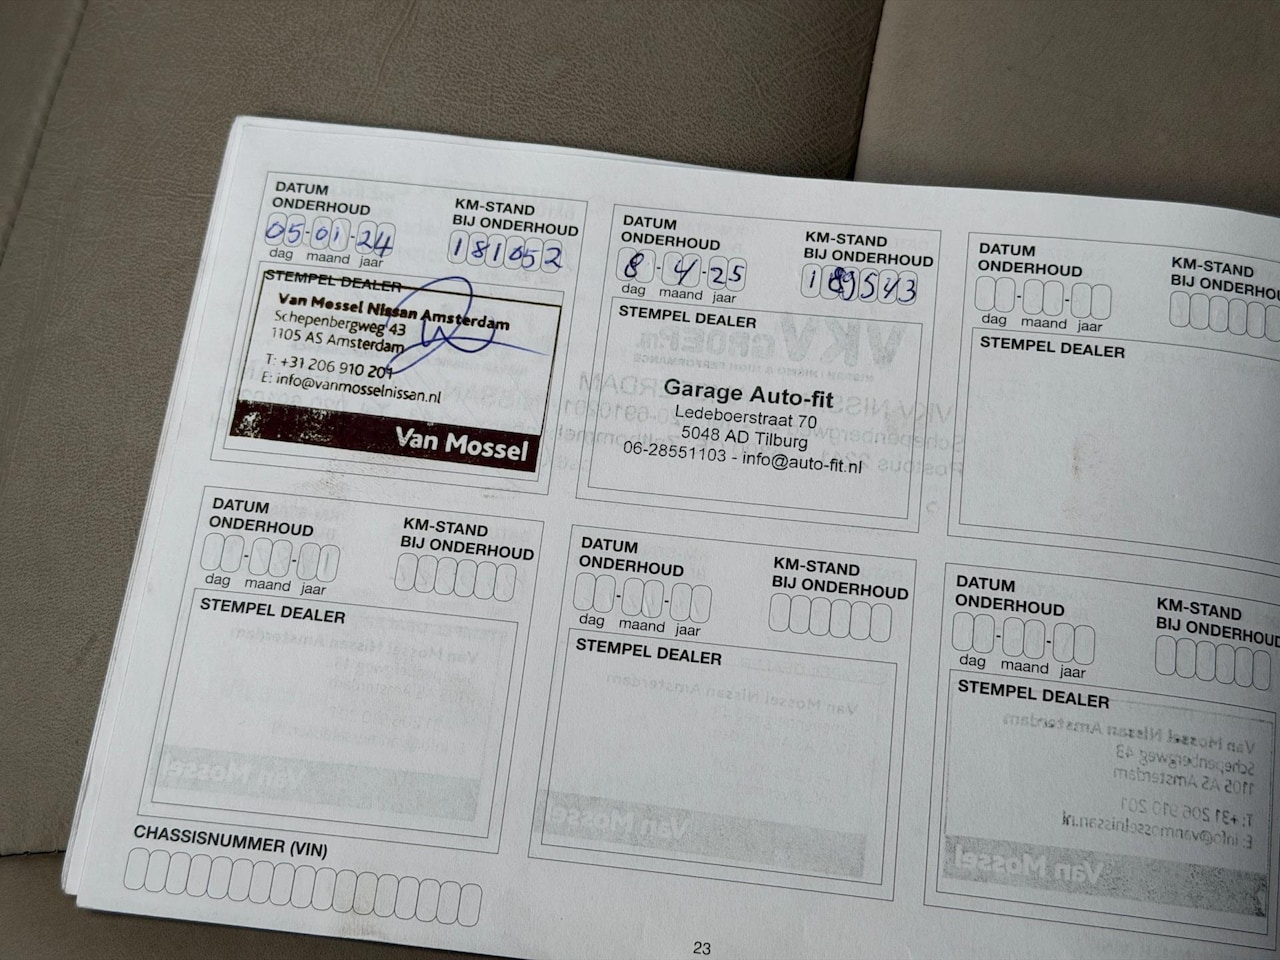 DATUM
ONDERHOUD
05-01-24
dag maand jaar
KM-STAND
BIJ ONDERHOUD
181052
STEMPEL DEALER
Van Mossel Nissan Amsterdam
Schepenbergweg 43
1105 AS Amsterdam
T: +31 206 910 201
E: info@vanmosselnissan.nl
Van Mossel
DATUM
ONDERHOUD
8-4-25
dag maand jaar
KM-STAND
BIJ ONDERHOUD
189543
STEMPEL DEALER
Garage Auto-fit
Ledeboerstraat 70
5048 AD Tilburg
06-28551103 - info@auto-fit.nl
DATUM
ONDERHOUD
dag maand jaar
KM-STAND
BIJ
STEMPEL DEALER
DATUM
ONDERHOUD
dag maand jaar
KM-STAND
BIJ ONDERHOUD
STEMPEL DEALER
DATUM
ONDERHOUD
dag maand jaar
KM-STAND
BIJ ONDERHOUD
STEMPEL DEALER
DATUM
ONDERHOUD
dag maand jaar
KM-STAND
BIJ ONDERHOUD
STEMPEL DEALER
CHASSISNUMMER (VIN)
23